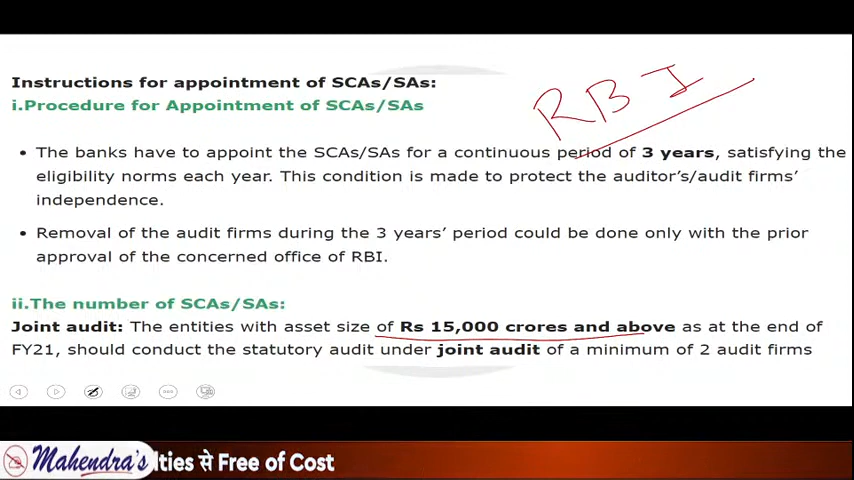 RBI
Instructions for appointment of SCAs/SAs:
i.Procedure for Appointment of SCAs/SAs
• The banks have to appoint the SCAs/SAs for a continuous period of 3 years, satisfying the
eligibility norms each year. This condition is made to protect the auditor's/audit firms'
independence.
• Removal of the audit firms during the 3 years' period could be done only with the prior
approval of the concerned office of RBI.
ii.The number of SCAs/SAs:
Joint audit: The entities with asset size of Rs 15,000 crores and above as at the end of
FY21, should conduct the statutory audit under joint audit of a minimum of 2 audit firms
Mahendra's lties से Free of Cost